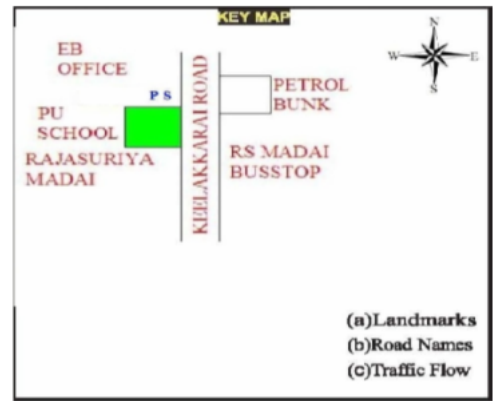 KEY MAP
N
W E
S
EB
OFFICE
P S
PU
SCHOOL
RAJASURIYA
MADAI
KEELAKKARAI ROAD
PETROL
BUNK
RS MADAI
BUSSTOP
(a)Landmarks
(b)Road Names
(c)Traffic Flow